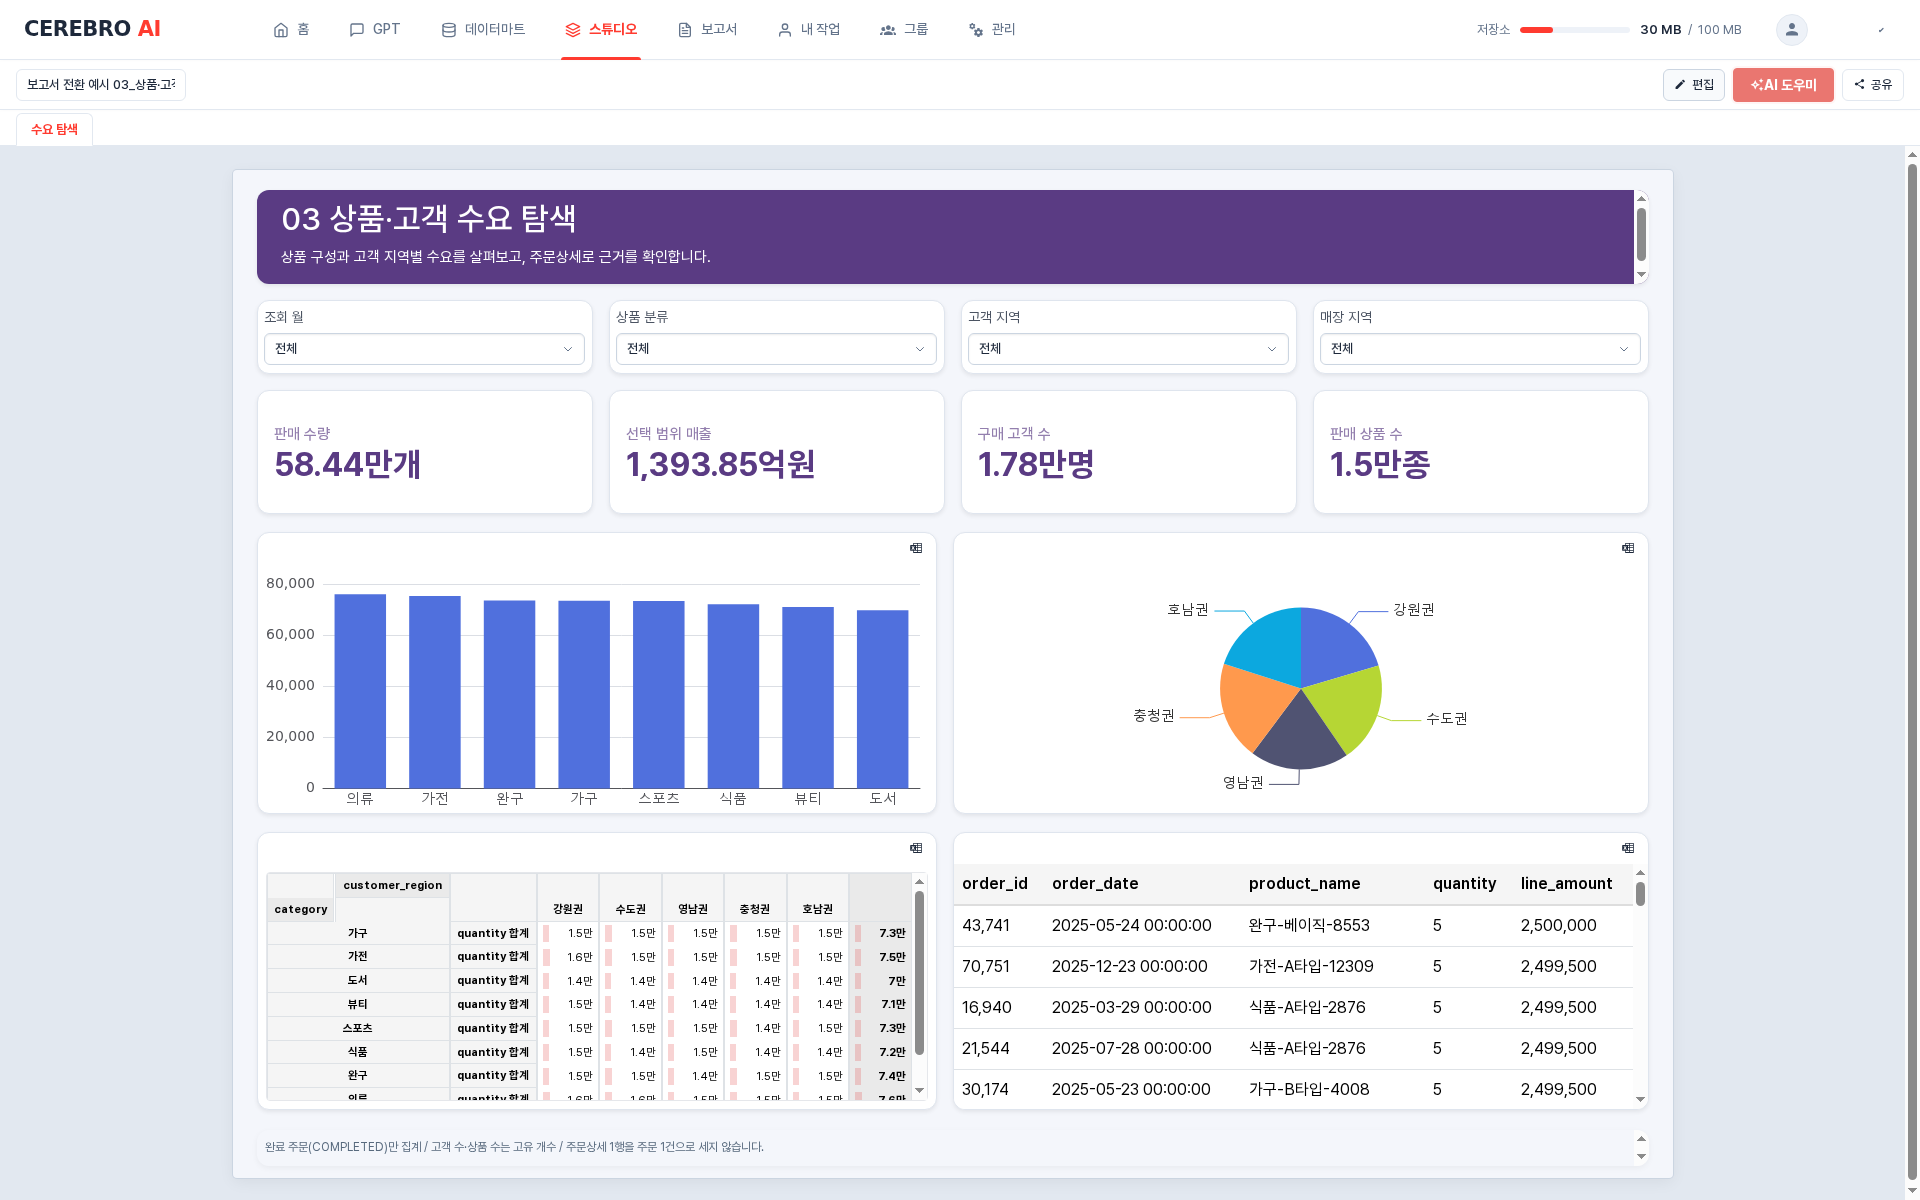 CEREBRO AI
홈
GPT
데이터마트
스튜디오
보고서
내 작업
그룹
관리
저장소
30 MB / 100 MB
보고서 전환 예시 03_상품·고
편집
AI 도우미
공유
수요 탐색
03 상품·고객 수요 탐색
상품 구성과 고객 지역별 수요를 살펴보고, 주문상세로 근거를 확인합니다.
조회 월
전체
상품 분류
전체
고객 지역
전체
매장 지역
전체
판매 수량
58.44만개
선택 범위 매출
1,393.85억원
구매 고객 수
1.78만명
판매 상품 수
1.5만종
80,000
60,000
40,000
20,000
0
의류 가전 완구 가구 스포츠 식품 뷰티 도서
호남권
강원권
충청권
수도권
영남권
customer_region
category 강원권 수도권 영남권 충청권 호남권
가구 quantity 합계 1.5만 1.5만 1.5만 1.5만 1.5만 7.3만
가전 quantity 합계 1.6만 1.5만 1.5만 1.5만 1.5만 7.5만
도서 quantity 합계 1.4만 1.4만 1.4만 1.4만 1.4만 7만
뷰티 quantity 합계 1.5만 1.4만 1.4만 1.4만 1.4만 7.1만
스포츠 quantity 합계 1.5만 1.5만 1.5만 1.4만 1.5만 7.3만
식품 quantity 합계 1.5만 1.4만 1.5만 1.4만 1.4만 7.2만
완구 quantity 합계 1.5만 1.5만 1.4만 1.5만 1.5만 7.4만
의류 quantity 합계 1.6만 1.6만 1.5만 1.5만 1.5만 7.6만
order_id order_date product_name quantity line_amount
43,741 2025-05-24 00:00:00 완구-베이직-8553 5 2,500,000
70,751 2025-12-23 00:00:00 가전-A타입-12309 5 2,499,500
16,940 2025-03-29 00:00:00 식품-A타입-2876 5 2,499,500
21,544 2025-07-28 00:00:00 식품-A타입-2876 5 2,499,500
30,174 2025-05-23 00:00:00 가구-B타입-4008 5 2,499,500
완료 주문(COMPLETED)만 집계 / 고객 수·상품 수는 고유 개수 / 주문상세 1행을 주문 1건으로 세지 않습니다.